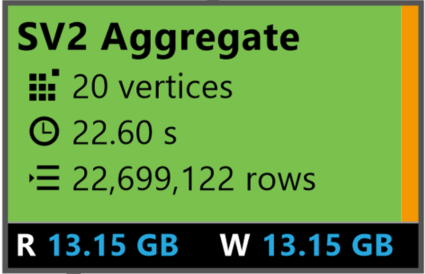 SV2 Aggregate
20 vertices
22.60 s
22,699,122 rows
R 13.15 GB W 13.15 GB